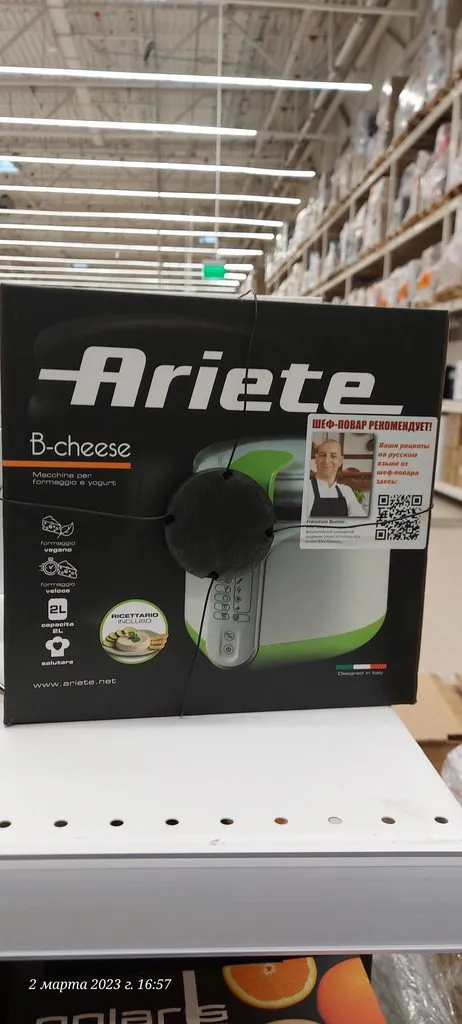 Ariete
B-cheese
Macchina per
formaggio e yogurt
ШЕФ-ПОВАР РЕКОМЕНДУЕТ!
Ваши рецепты
на русском
языке от
шеф-повара
здесь:
formaggio
vegano
formaggio
veloce
2L
capacità
2L
salutare
RICETTARIO
INCLUSO
www.ariete.net
Designed in Italy
2 марта 2023 г. 16:57
polaris